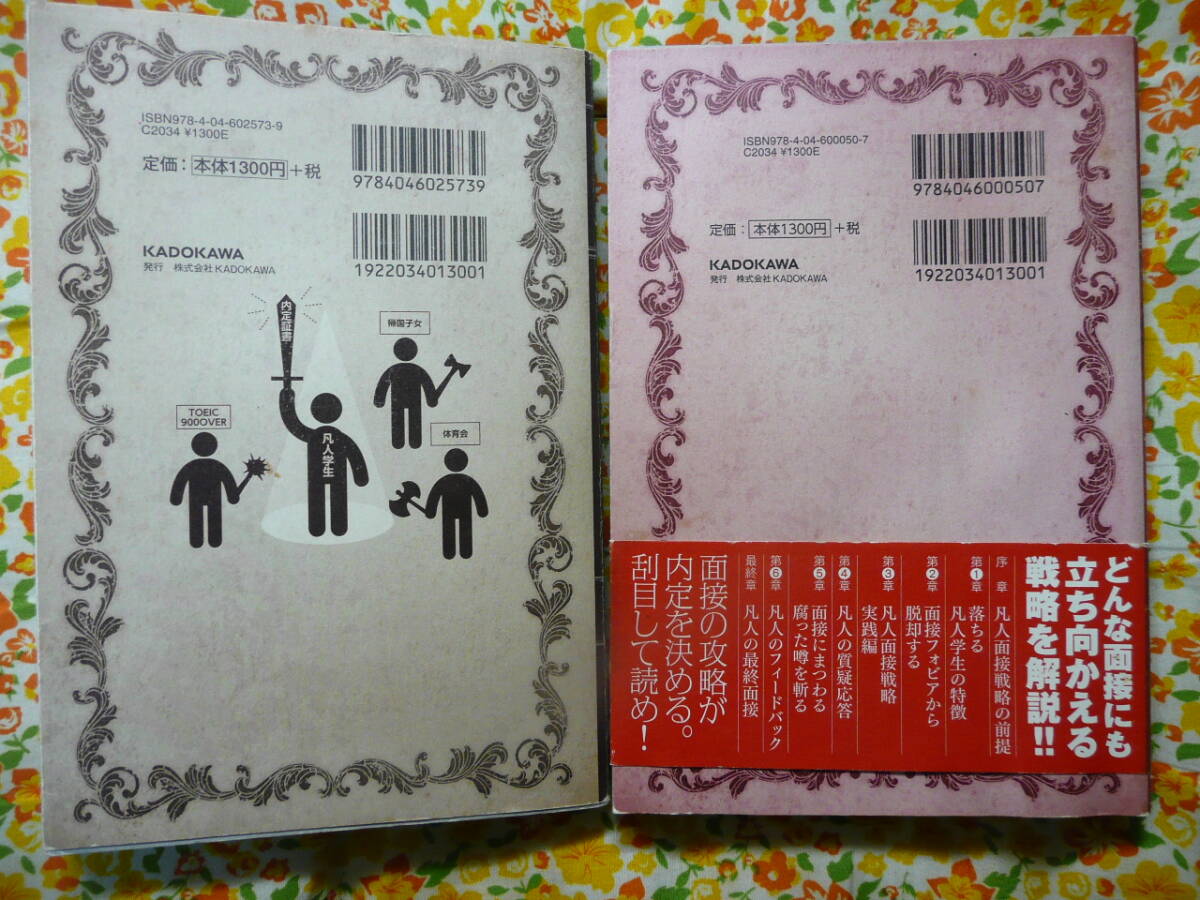 ISBN978-4-04-602573-9
C2034 ¥1300E
定価：本体1300円+税
9784046025739
1922034013001
KADOKAWA
発行 株式会社KADOKAWA
内定証書
帰国子女
TOEIC
900OVER
体育会
凡人学生
ISBN978-4-04-600050-7
C2034 ¥1300E
9784046000507
定価：本体1300円+税
1922034013001
KADOKAWA
発行 株式会社KADOKAWA
どんな面接にも
立ち向かえる
戦略を解説!!
序章 凡人面接戦略の前提
第1章 落ちる
凡人学生の特徴
第2章 面接フォビアから
脱却する
第3章 凡人面接戦略
実践編
第4章 凡人の質疑応答
第5章 面接にまつわる
腐った噂を斬る
第6章 凡人のフィードバック
最終章 凡人の最終面接
面接の攻略が
内定を決める。
刮目して読め！